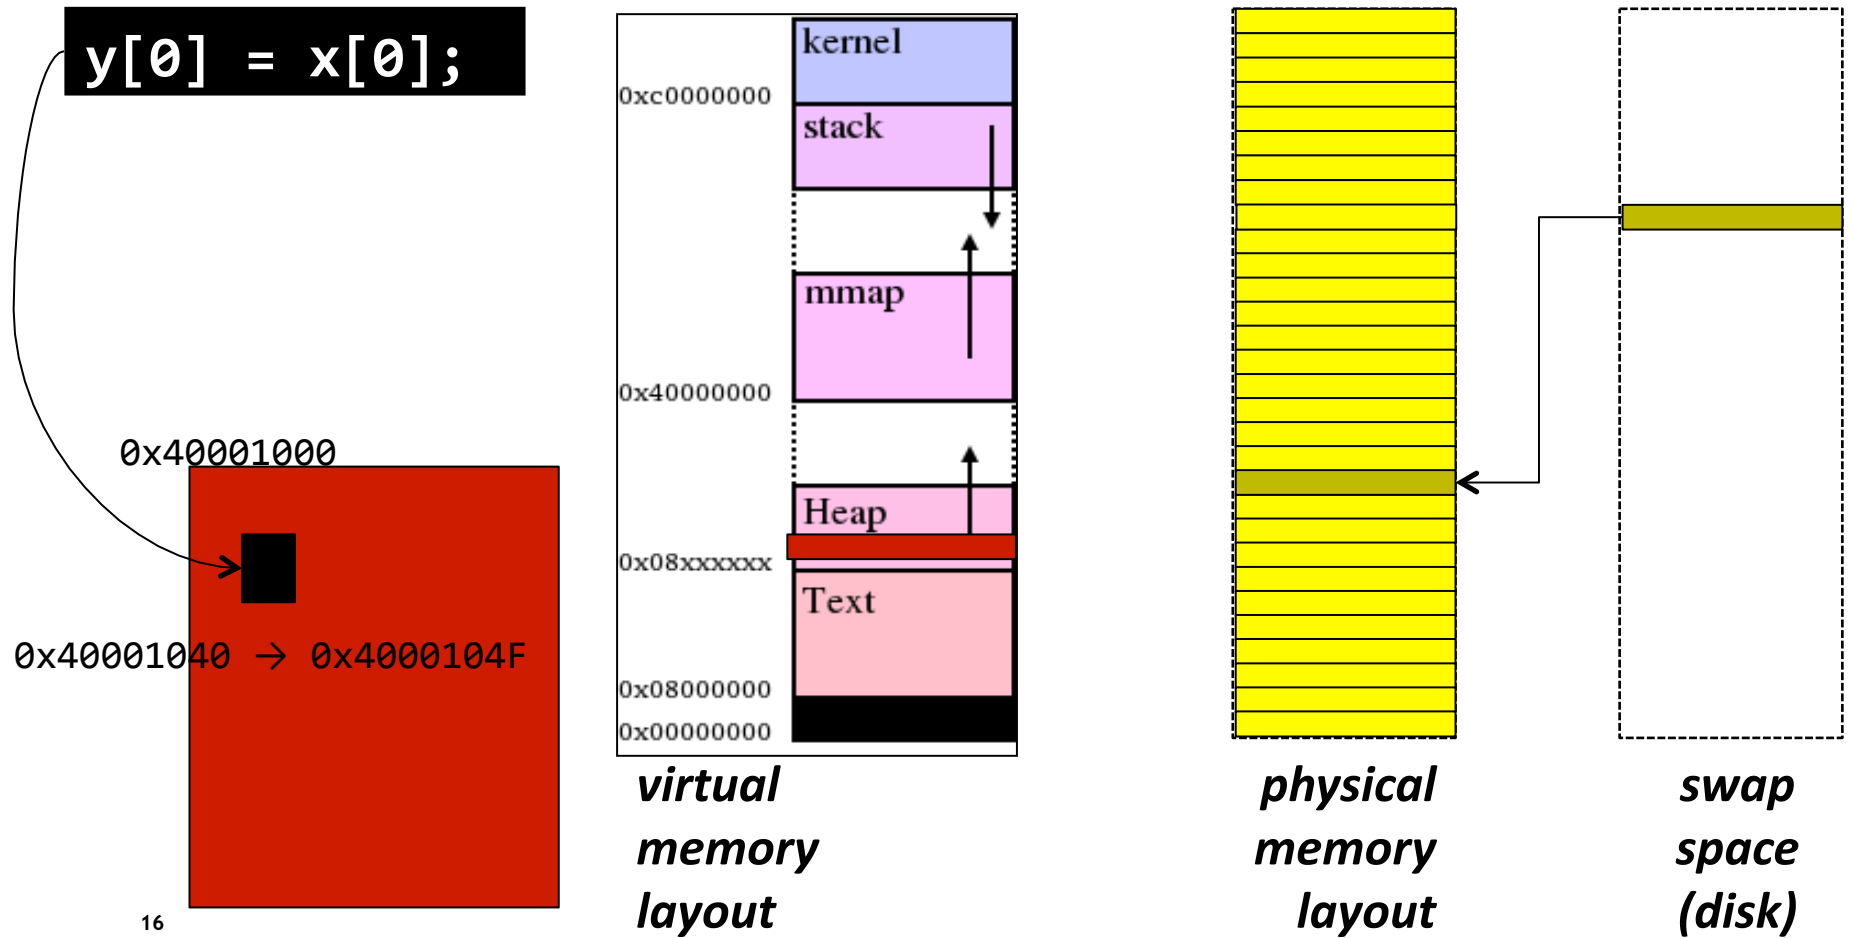 y[0] = x[0];
0x40001000
0x40001040 → 0x4000104F
16
kernel
0xc0000000
stack
mmap
0x40000000
Heap
0x08xxxxxx
Text
0x08000000
0x00000000
virtual
memory
layout
physical
memory
layout
swap
space
(disk)